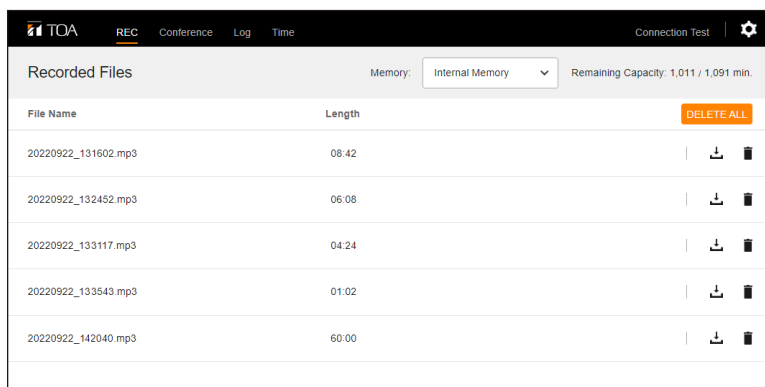 TOA REC Conference Log Time Connection Test
Recorded Files Memory: Internal Memory Remaining Capacity: 1,011 / 1,091 min.
File Name Length DELETE ALL
20220922_131602.mp3 08:42
20220922_132452.mp3 06:08
20220922_133117.mp3 04:24
20220922_133543.mp3 01:02
20220922_142040.mp3 60:00